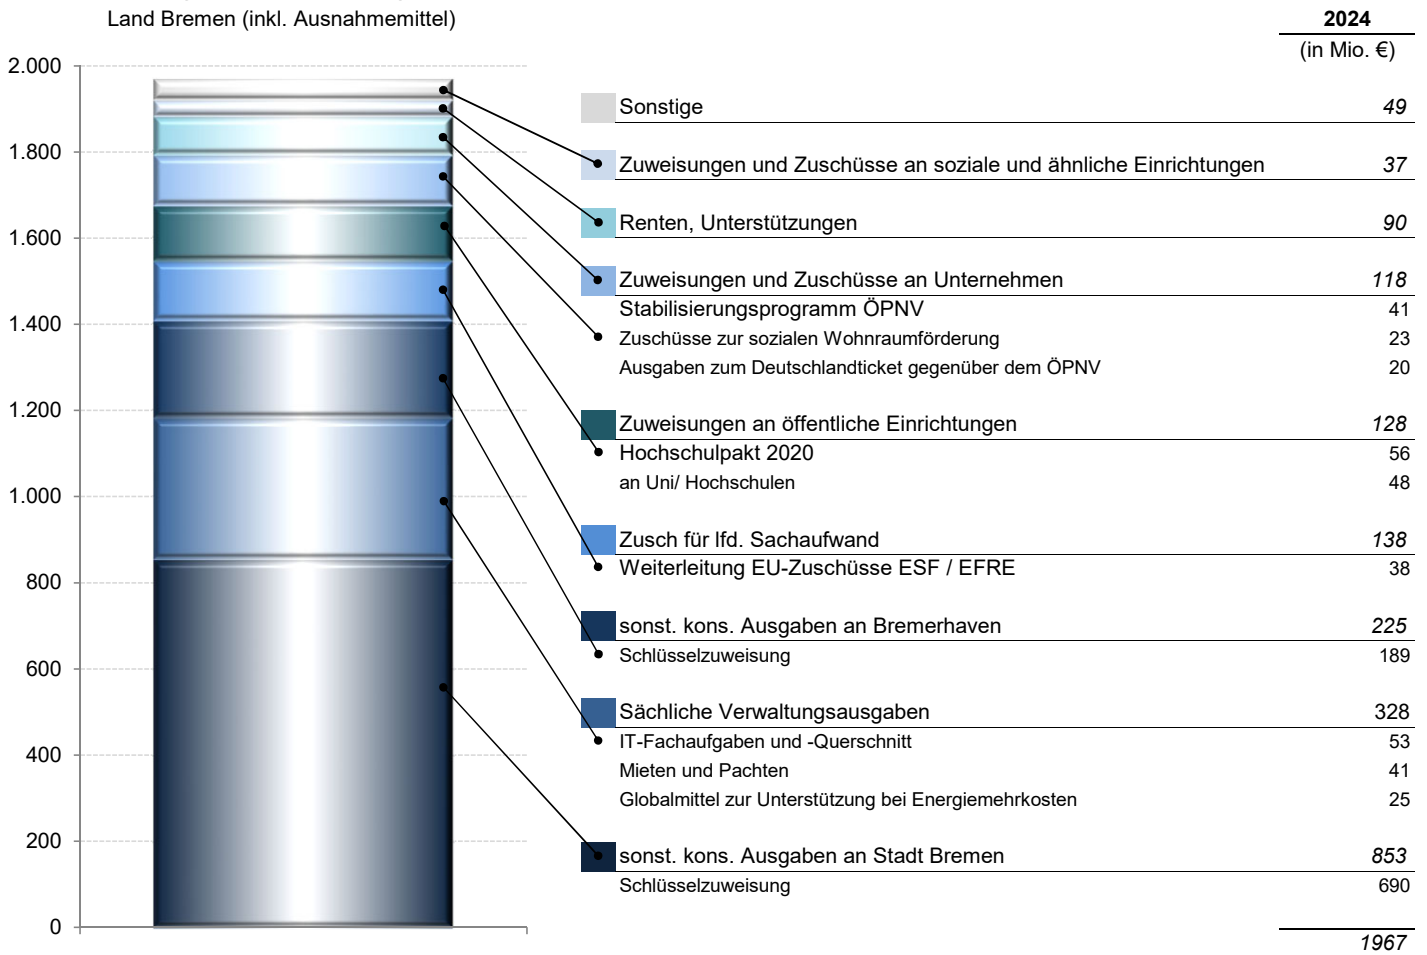 Land Bremen (inkl. Ausnahmemittel)
2024
(in Mio. €)
2.000
1.800
1.600
1.400
1.200
1.000
800
600
400
200
0
Sonstige 49
Zuweisungen und Zuschüsse an soziale und ähnliche Einrichtungen 37
Renten, Unterstützungen 90
Zuweisungen und Zuschüsse an Unternehmen 118
Stabilisierungsprogramm ÖPNV 41
Zuschüsse zur sozialen Wohnraumförderung 23
Ausgaben zum Deutschlandticket gegenüber dem ÖPNV 20
Zuweisungen an öffentliche Einrichtungen 128
Hochschulpakt 2020 56
an Uni/ Hochschulen 48
Zusch für lfd. Sachaufwand 138
Weiterleitung EU-Zuschüsse ESF / EFRE 38
sonst. kons. Ausgaben an Bremerhaven 225
Schlüsselzuweisung 189
Sächliche Verwaltungsausgaben 328
IT-Fachaufgaben und -Querschnitt 53
Mieten und Pachten 41
Globalmittel zur Unterstützung bei Energiemehrkosten 25
sonst. kons. Ausgaben an Stadt Bremen 853
Schlüsselzuweisung 690
1967